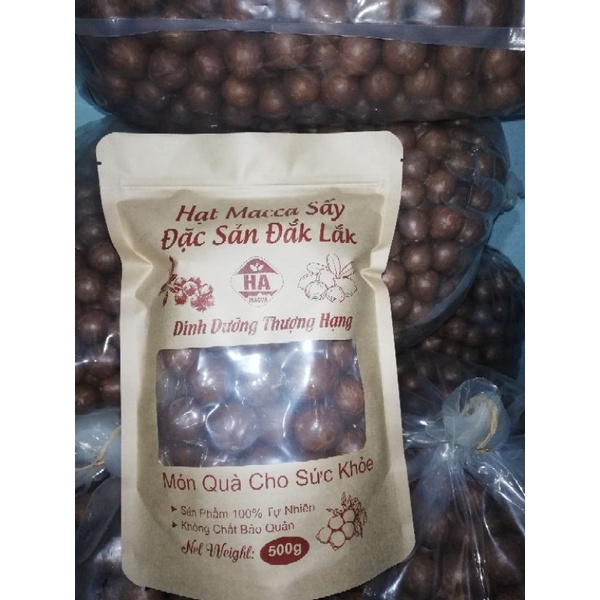 Hạt Macca Sấy
Đặc Sản Đắk Lắk
HA
MACCA
Dinh Dưỡng Thượng Hạng
Món Quà Cho Sức Khỏe
Sản Phẩm 100% Tự Nhiên
Không Chất Bảo Quản
Net Weight: 500g